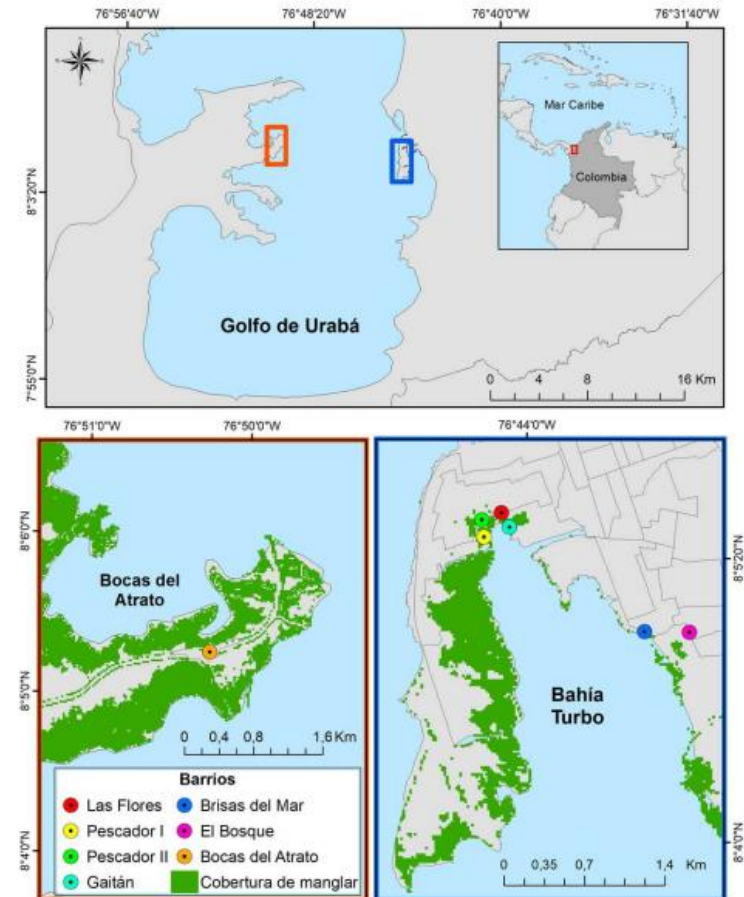 76°56'40"W 76°48'20"W 76°40'0"W 76°31'40"W
Mar Caribe
Colombia
8°3'20"N
Golfo de Urabá
7°55'0"N
0 4 8 16 Km
76°51'0"W 76°50'0"W
76°44'0"W
8°6'0"N
8°5'20"N
Bocas del
Atrato
8°5'0"N
Bahía
Turbo
0 0,4 0,8 1,6 Km
Barrios
Las Flores Brisas del Mar
Pescador I El Bosque
Pescador II Bocas del Atrato
Gaitán Cobertura de manglar
8°4'0"N
8°4'0"N
0 0,35 0,7 1,4 Km